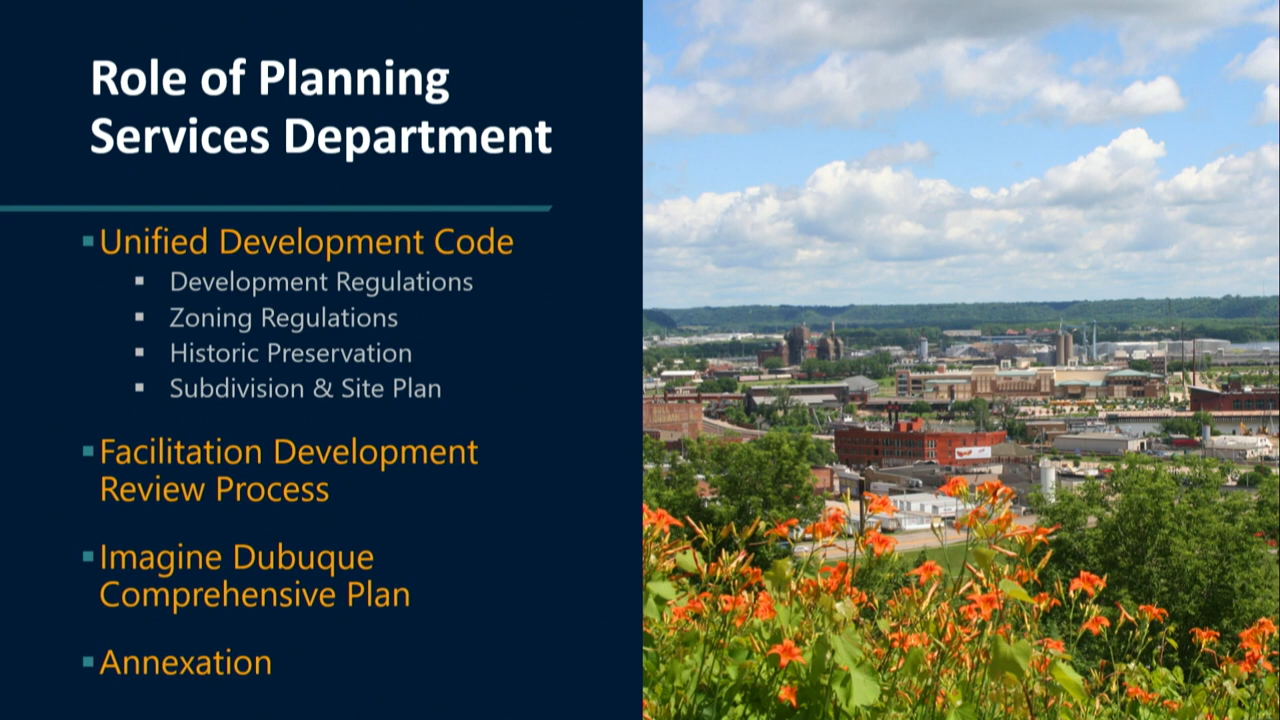 Role of Planning
Services Department
Unified Development Code
Development Regulations
Zoning Regulations
Historic Preservation
Subdivision & Site Plan
Facilitation Development
Review Process
Imagine Dubuque
Comprehensive Plan
Annexation